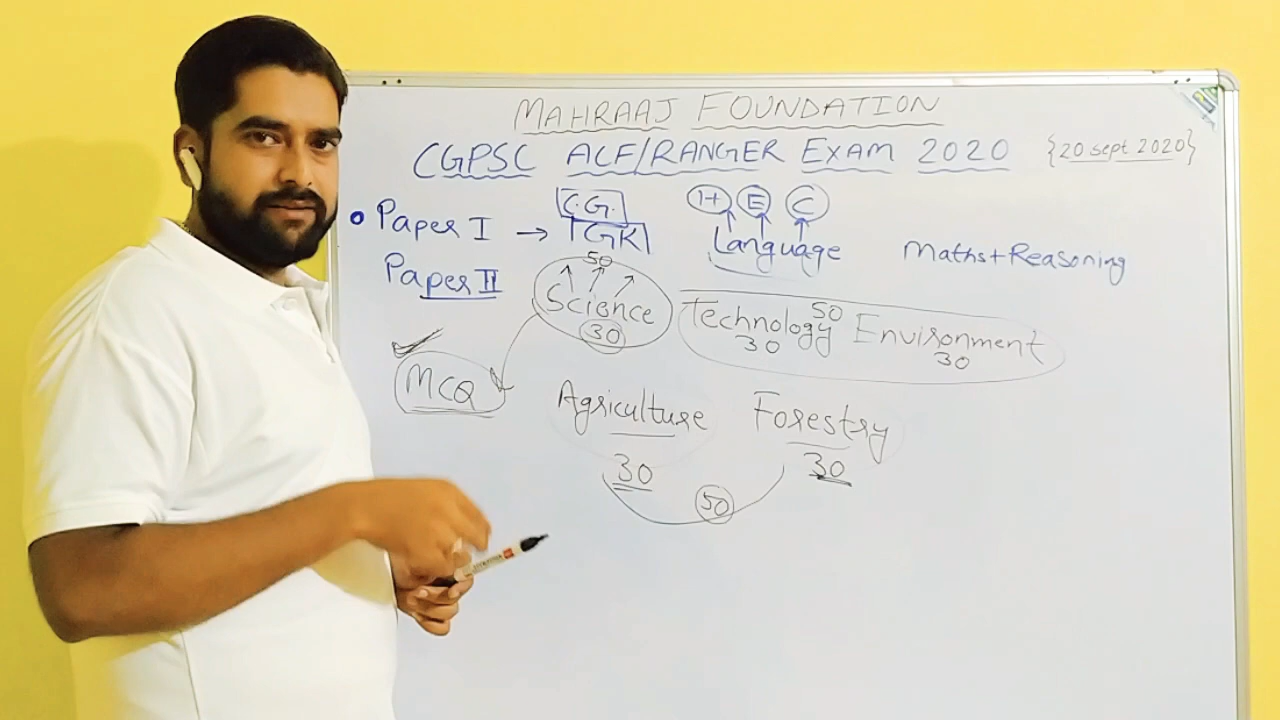 MAHRAAJ FOUNDATION
CGPSC ACF/RANGER EXAM 2020 {20 sept 2020}
C.G. H E C
• Paper I → GK Language Maths+Reasoning
Paper II
50
Science Technology 50 Environment
30 30 30
MCQ
Agriculture Forestry
30 30
50